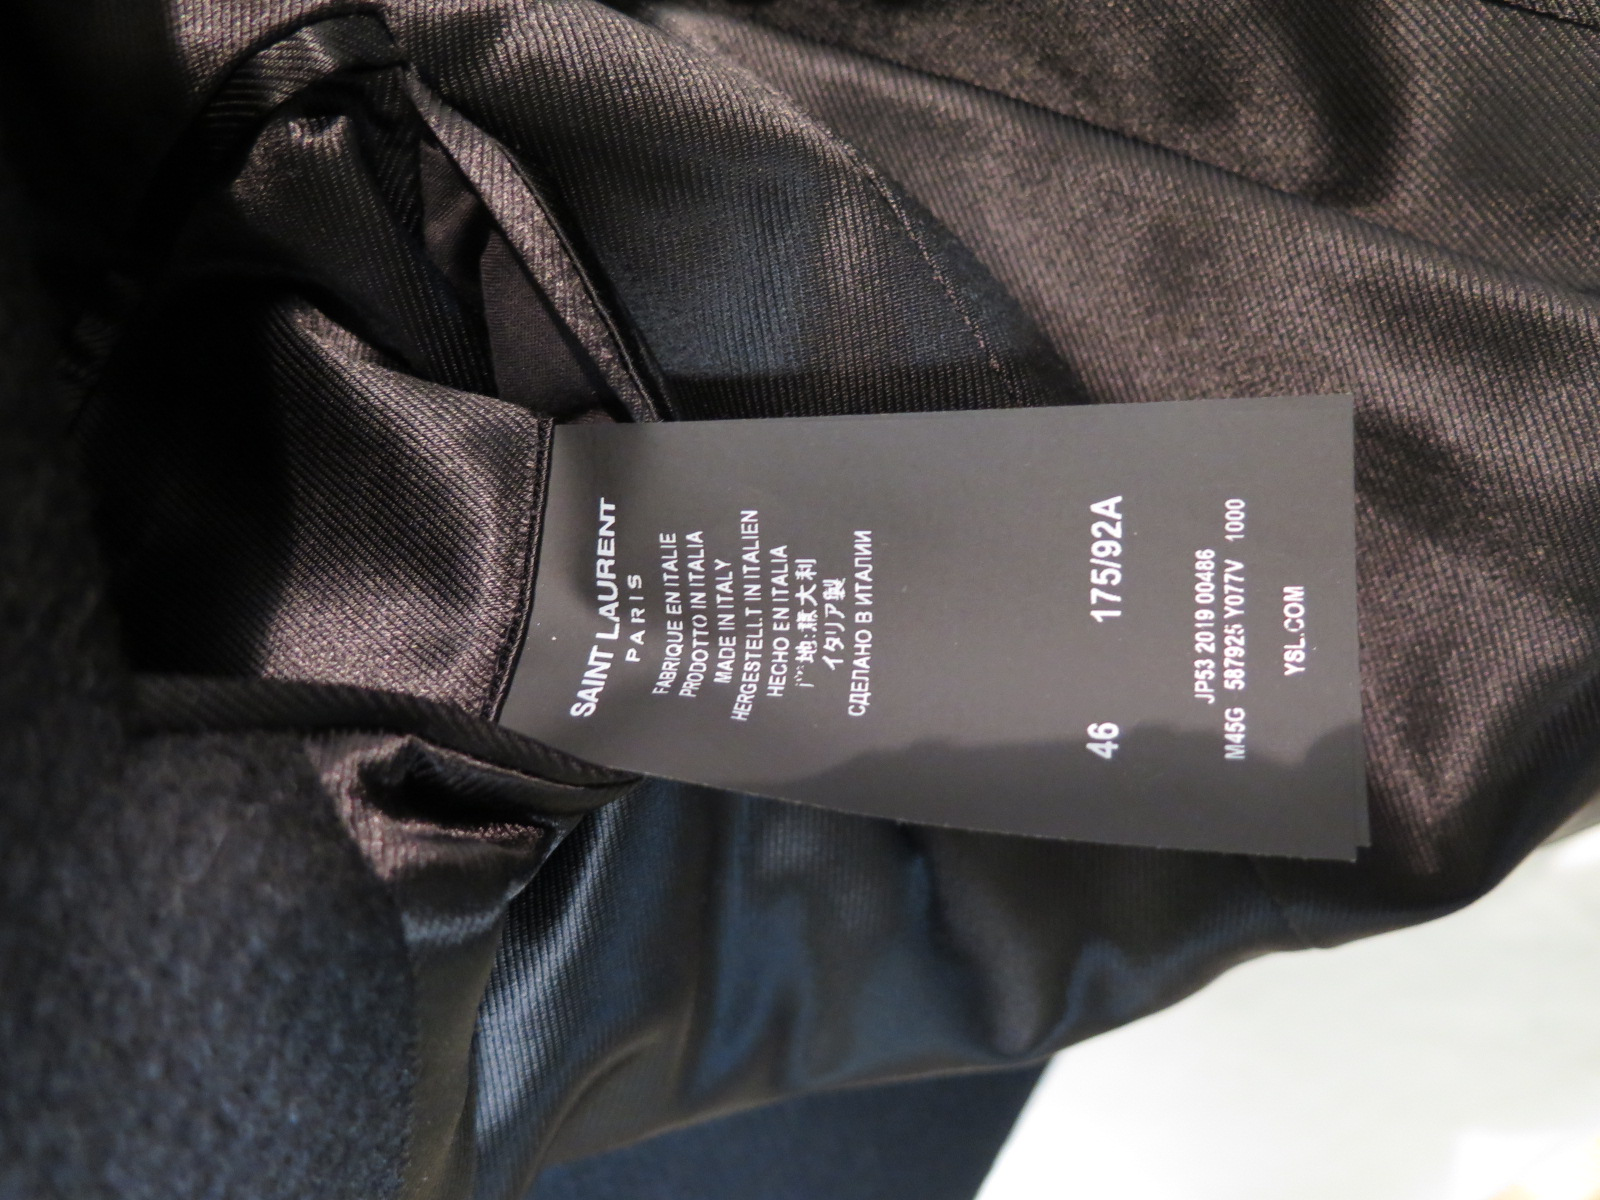 SAINT LAURENT
PARIS
FABRIQUE EN ITALIE
PRODOTTO IN ITALIA
MADE IN ITALY
HERGESTELLT IN ITALIEN
HECHO EN ITALIA
地: 大利
イタリア製
СДЕЛАНО В ИТАЛИИ
46 175/92A
JP53 2019 00486
M45G 587925 Y077V 1000
YSL.COM